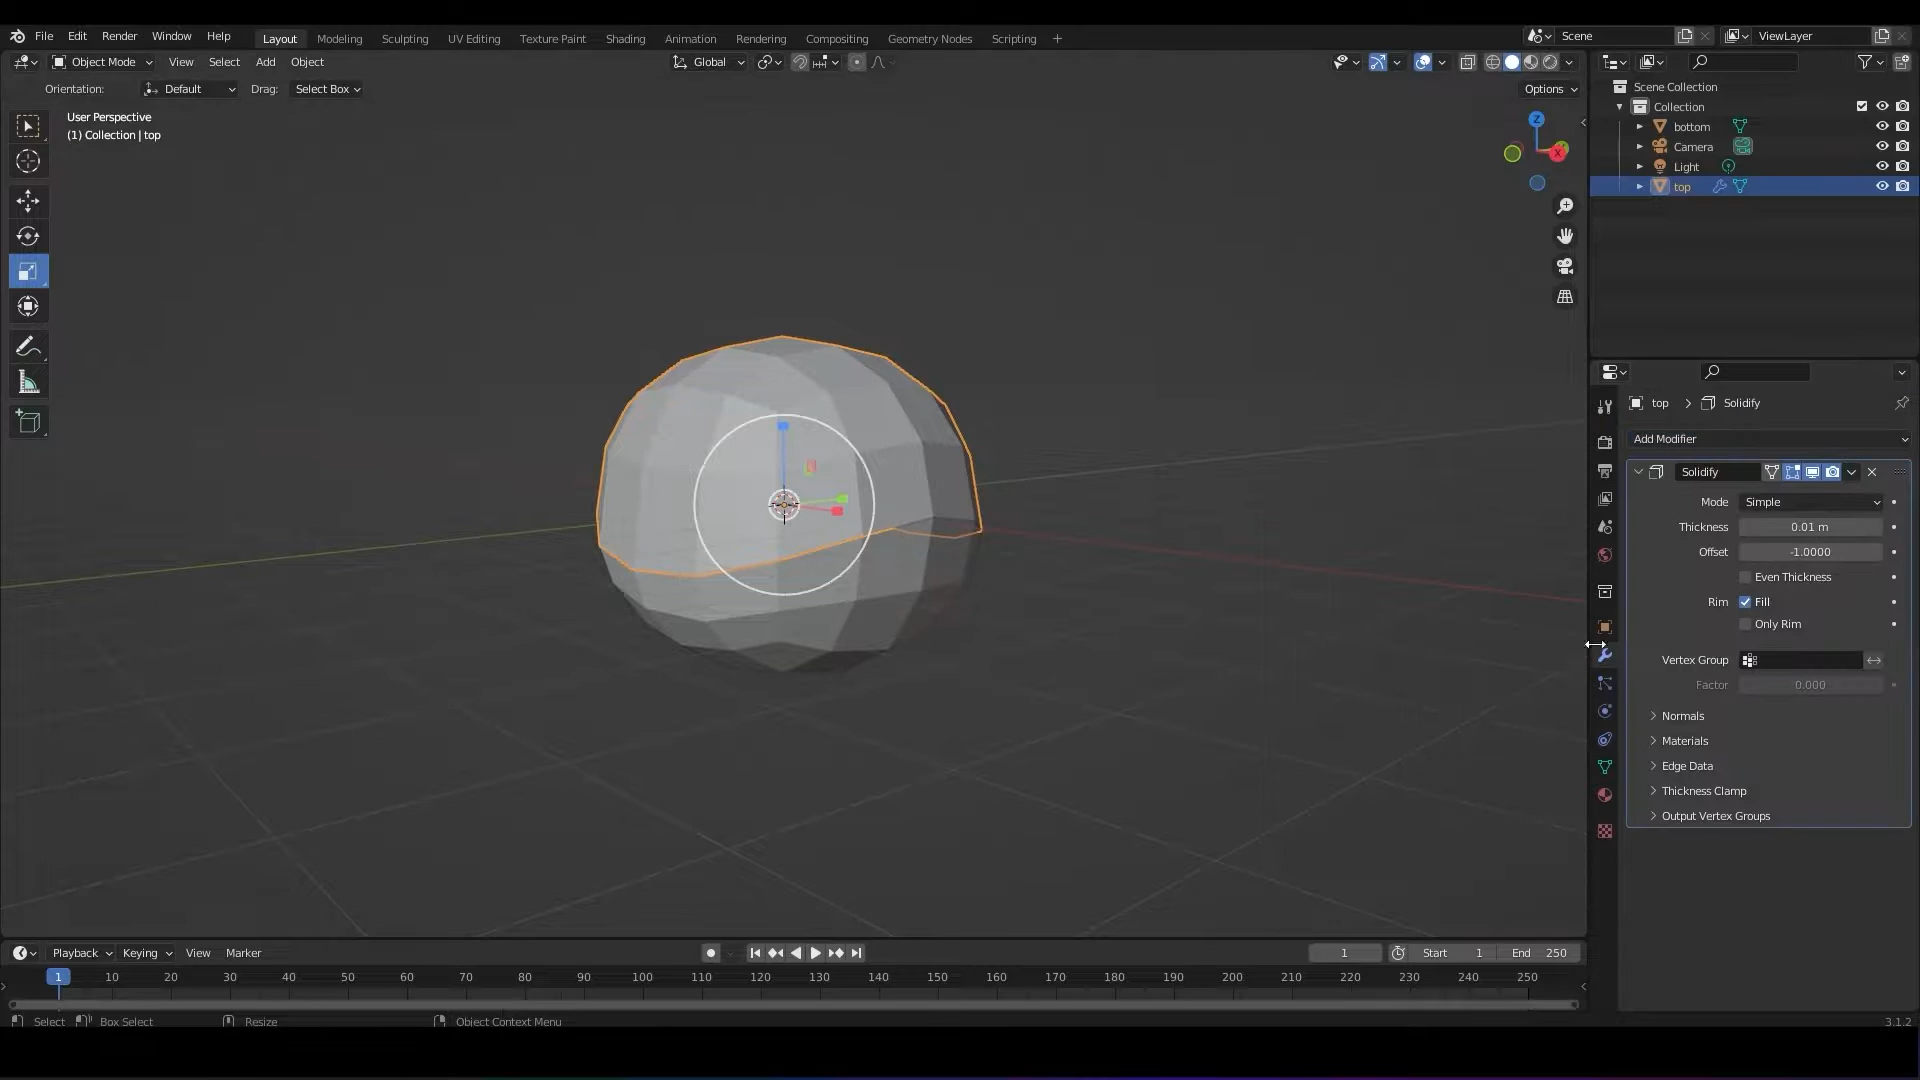 File Edit Render Window Help Layout Modeling Sculpting UV Editing Texture Paint Shading Animation Rendering Compositing Geometry Nodes Scripting Scene ViewLayer
Object Mode View Select Add Object Global
Orientation: Default Drag: Select Box Options
User Perspective
(1) Collection | top
Z
X
Scene Collection
Collection
bottom
Camera
Light
top
top Solidify
Add Modifier
Solidify
Mode Simple
Thickness 0.01 m
Offset -1.0000
Even Thickness
Rim Fill
Only Rim
Vertex Group
Factor 0.000
Normals
Materials
Edge Data
Thickness Clamp
Output Vertex Groups
Playback Keying View Marker 1 Start 1 End 250
1 10 20 30 40 50 60 70 80 90 100 110 120 130 140 150 160 170 180 190 200 210 220 230 240 250
Select Box Select Resize Object Context Menu 3.1.2